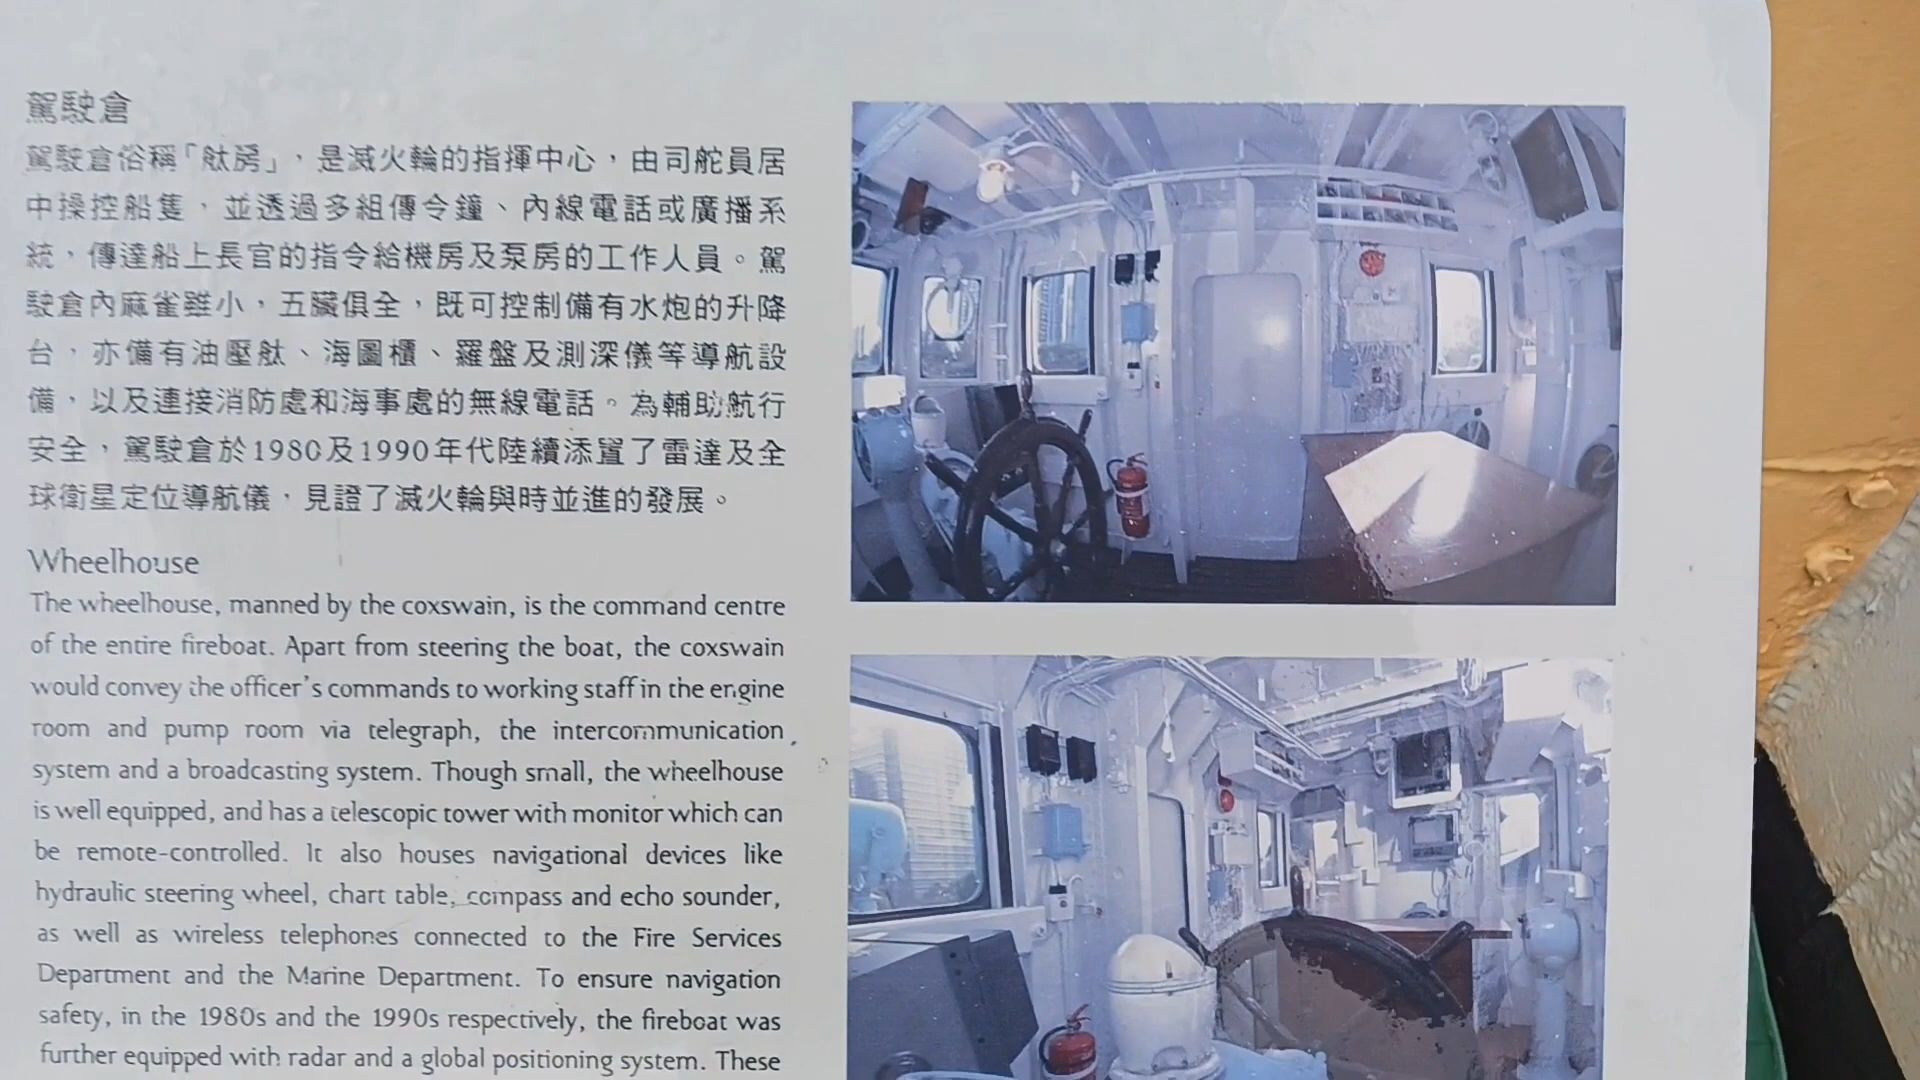 駕駛倉
駕駛倉俗稱「舦房」，是滅火輪的指揮中心，由司舵員居
中操控船隻，並透過多組傳令鐘、內線電話或廣播系
統，傳達船上長官的指令給機房及泵房的工作人員。駕
駛倉內麻雀雖小，五臟俱全，既可控制備有水炮的升降
台，亦備有油壓舦、海圖櫃、羅盤及測深儀等導航設
備，以及連接消防處和海事處的無線電話。為輔助航行
安全，駕駛倉於1980及1990年代陸續添置了雷達及全
球衛星定位導航儀，見證了滅火輪與時並進的發展。
Wheelhouse
The wheelhouse, manned by the coxswain, is the command centre
of the entire fireboat. Apart from steering the boat, the coxswain
would convey the officer's commands to working staff in the engine
room and pump room via telegraph, the intercommunication
system and a broadcasting system. Though small, the wheelhouse
is well equipped, and has a telescopic tower with monitor which can
be remote-controlled. It also houses navigational devices like
hydraulic steering wheel, chart table, compass and echo sounder,
as well as wireless telephones connected to the Fire Services
Department and the Marine Department. To ensure navigation
safety, in the 1980s and the 1990s respectively, the fireboat was
further equipped with radar and a global positioning system. These